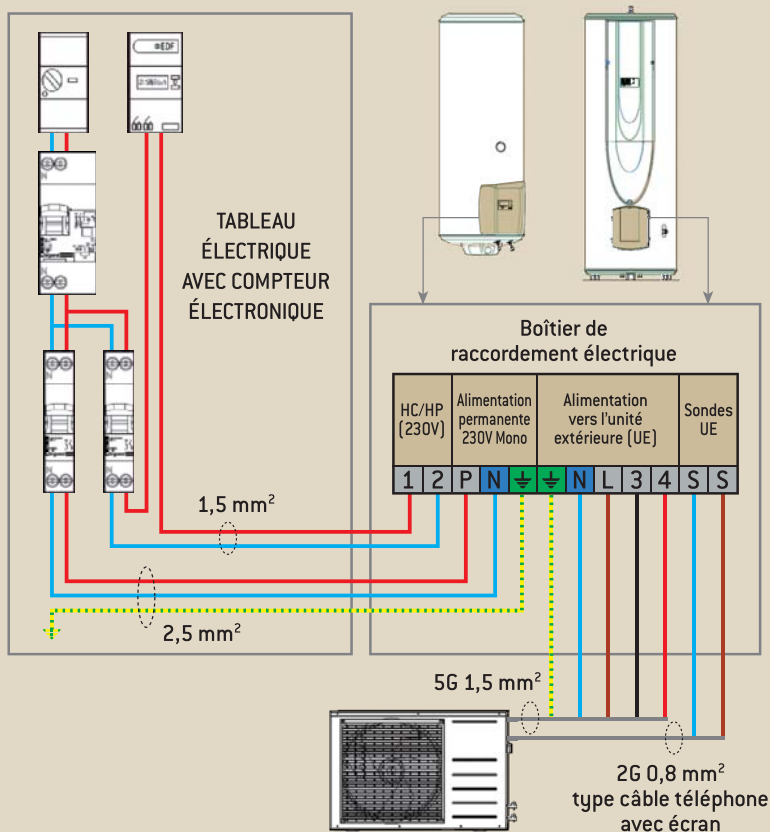 EDF
N
N
N
N
TABLEAU
ÉLECTRIQUE
AVEC COMPTEUR
ÉLECTRONIQUE
Boîtier de
raccordement électrique
HC/HP
(230V)
Alimentation
permanente
230V Mono
Alimentation
vers l'unité
extérieure (UE)
Sondes
UE
1 2 P N N L 3 4 S S
1,5 mm²
2,5 mm²
5G 1,5 mm²
2G 0,8 mm²
type câble téléphone
avec écran